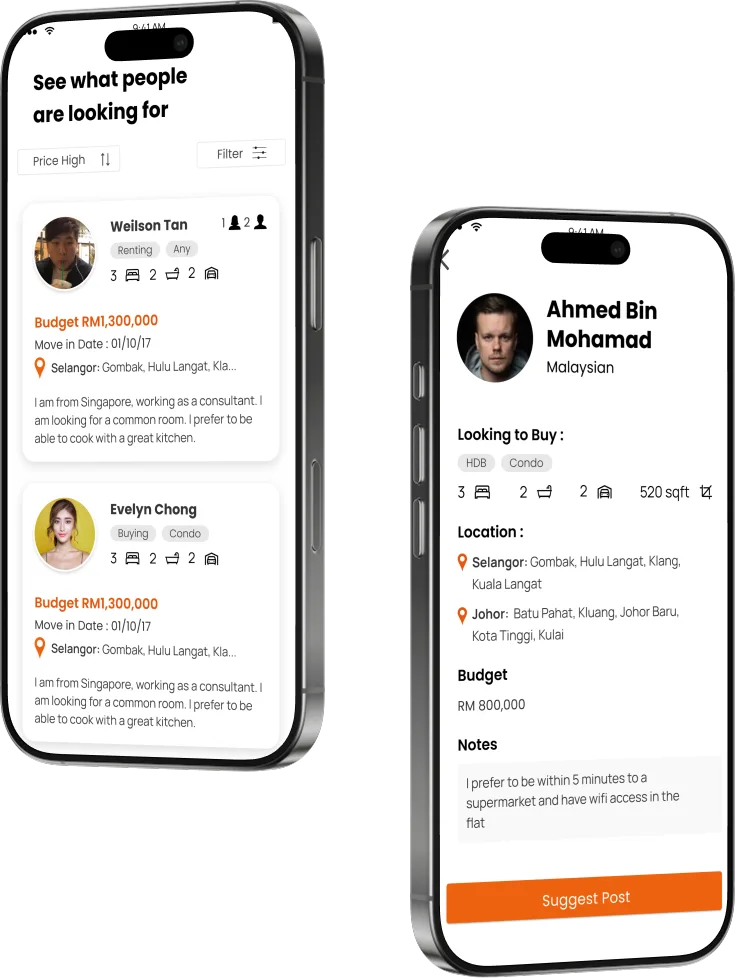 9:41 AM
See what people
are looking for
Price High
Filter
Weilson Tan
1 2
Renting Any
3 2 2
Budget RM1,300,000
Move in Date : 01/10/17
Selangor: Gombak, Hulu Langat, Kla...
I am from Singapore, working as a consultant. I
am looking for a common room. I prefer to be
able to cook with a great kitchen.
Evelyn Chong
Buying Condo
3 2 2
Budget RM1,300,000
Move in Date : 01/10/17
Selangor: Gombak, Hulu Langat, Kla...
I am from Singapore, working as a consultant. I
am looking for a common room. I prefer to be
able to cook with a great kitchen.
9:41 AM
Ahmed Bin
Mohamad
Malaysian
Looking to Buy :
HDB Condo
3 2 2 520 sqft
Location :
Selangor: Gombak, Hulu Langat, Klang,
Kuala Langat
Johor: Batu Pahat, Kluang, Johor Baru,
Kota Tinggi, Kulai
Budget
RM 800,000
Notes
I prefer to be within 5 minutes to a
supermarket and have wifi access in the
flat
Suggest Post